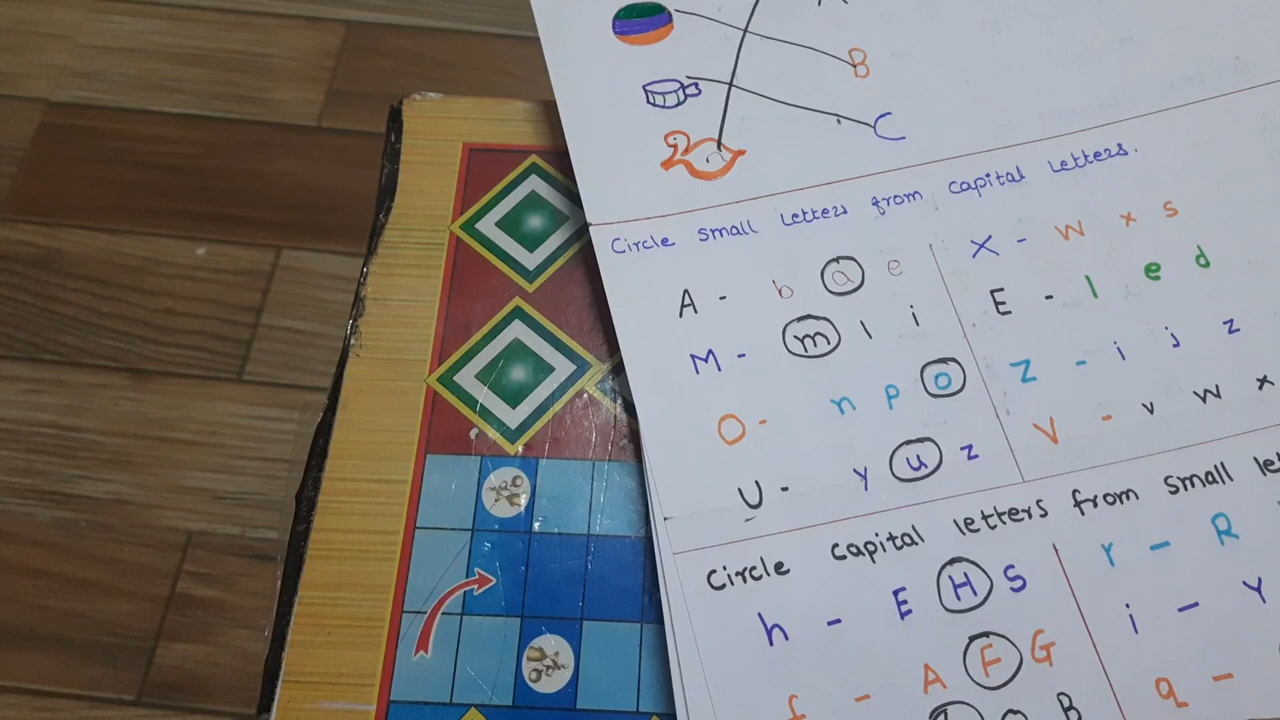 B
C
Circle small letters from capital letters.
A - b a e
M - m l i
O - n p o
U - y u z
X - w x s
E - l e d
Z - i j z
V - v w x
Circle capital letters from small
h - E H S
f - A F G
B
r - R
i - Y
q -